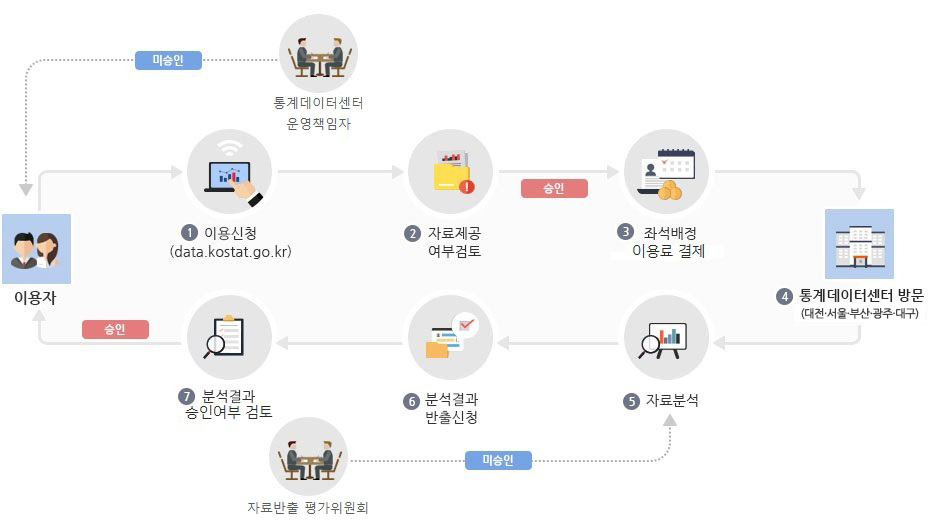 미승인
통계데이터센터
운영책임자
1 이용신청
(data.kostat.go.kr)
2 자료제공
여부검토
승인
3 좌석배정
이용료 결제
이용자
4 통계데이터센터 방문
(대전·서울·부산·광주·대구)
승인
7 분석결과
승인여부 검토
6 분석결과
반출신청
5 자료분석
미승인
자료반출 평가위원회